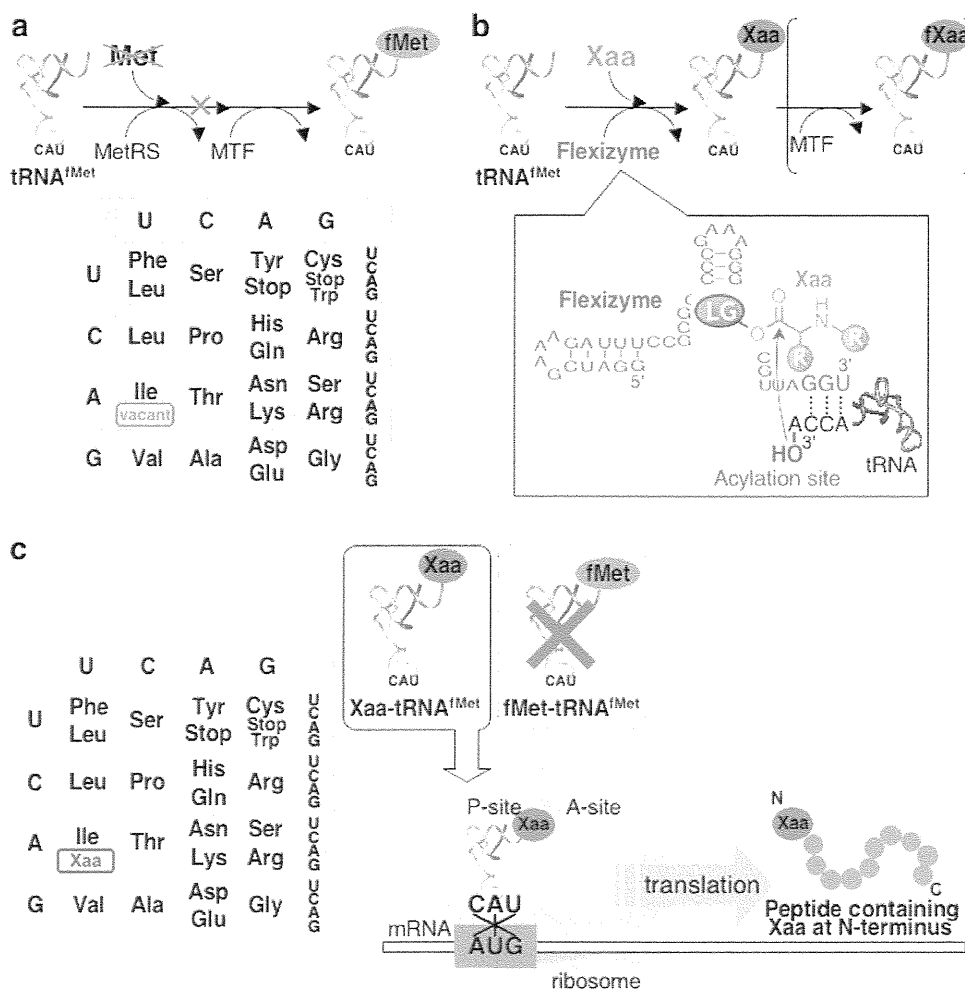 a
Met
fMet
CAU
MetRS
MTF
CAU
tRNAfMet
U C A G
U Phe Leu Ser Tyr Stop Cys Stop Trp UCAG
C Leu Pro His Gln Arg UCAG
A Ile vacant Thr Asn Lys Ser Arg UCAG
G Val Ala Asp Glu Gly UCAG
b
Xaa
Xaa
fXaa
CAU
Flexizyme
CAU
MTF
CAU
tRNAfMet
Flexizyme
LG
O
O
Xaa
H
N
R
R
5'
3'
GGU
ACCA
3'
HO
tRNA
Acylation site
c
Xaa
fMet
CAU
CAU
Xaa-tRNAfMet
fMet-tRNAfMet
U C A G
U Phe Leu Ser Tyr Stop Cys Stop Trp UCAG
C Leu Pro His Gln Arg UCAG
A Ile Xaa Thr Asn Lys Ser Arg UCAG
G Val Ala Asp Glu Gly UCAG
P-site
Xaa
A-site
CAU
mRNA
AUG
ribosome
translation
N
Xaa
C
Peptide containing
Xaa at N-terminus